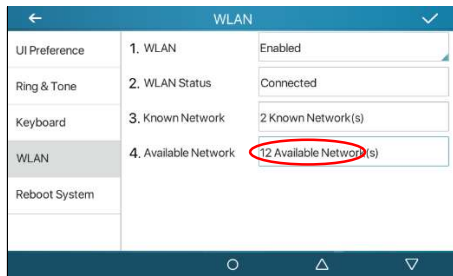 WLAN
UI Preference
Ring & Tone
Keyboard
WLAN
Reboot System
1. WLAN Enabled
2. WLAN Status Connected
3. Known Network 2 Known Network(s)
4. Available Network 12 Available Network(s)